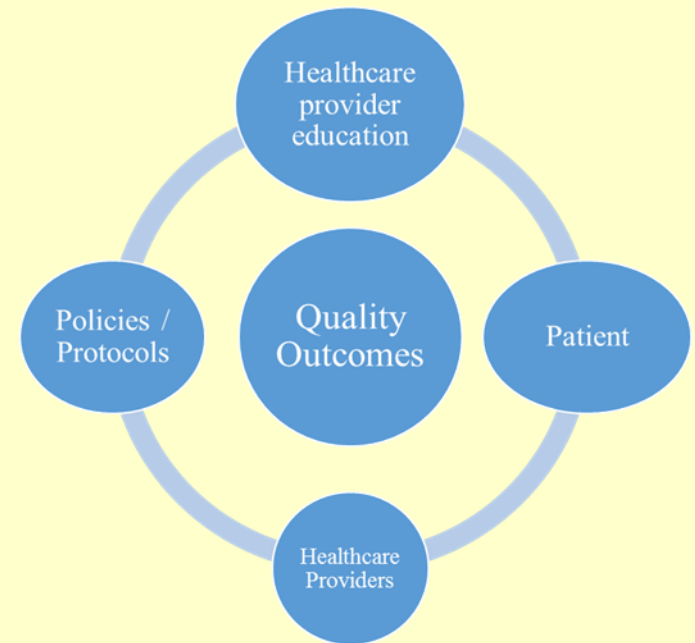 Healthcare
provider
education
Policies /
Protocols
Quality
Outcomes
Patient
Healthcare
Providers